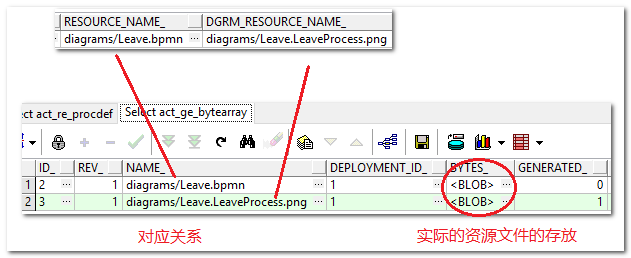 RESOURCE_NAME_ DGRM_RESOURCE_NAME_
diagrams/Leave.bpmn ··· diagrams/Leave.LeaveProcess.png
ct act_re_procdef Select act_ge_bytearray
ID_ REV_ NAME_ DEPLOYMENT_ID_ BYTES_ GENERATED_
1 2 ··· 1 diagrams/Leave.bpmn ··· 1 ··· <BLOB> ··· 0
2 3 ··· 1 diagrams/Leave.LeaveProcess.png ··· 1 ··· <BLOB> ··· 1
对应关系 实际的资源文件的存放